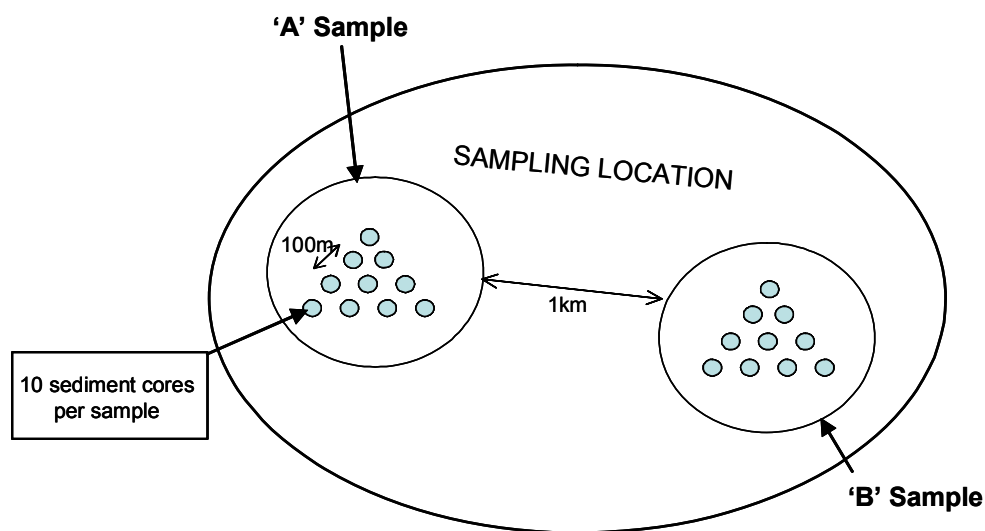 ‘A’ Sample
SAMPLING LOCATION
100m
1km
10 sediment cores
per sample
‘B’ Sample